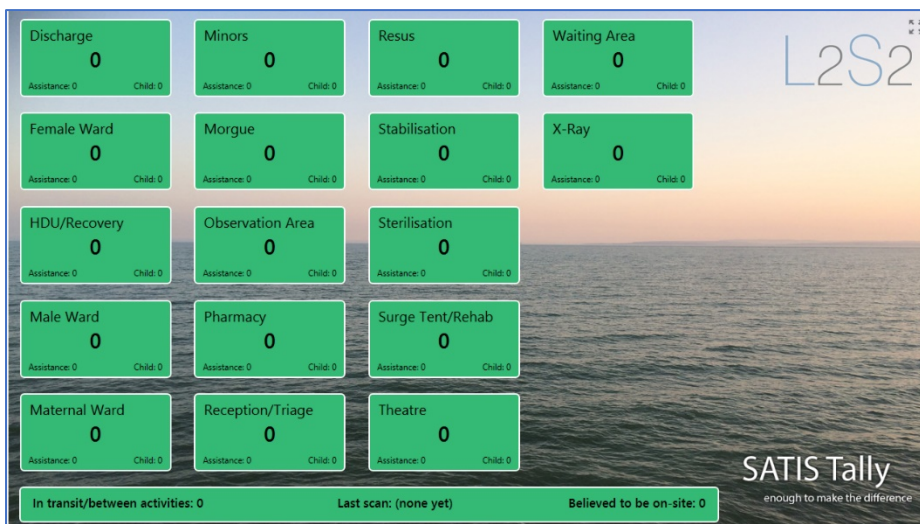 Discharge
0
Assistance: 0 Child: 0
Minors
0
Assistance: 0 Child: 0
Resus
0
Assistance: 0 Child: 0
Waiting Area
0
Assistance: 0 Child: 0
L2S2
Female Ward
0
Assistance: 0 Child: 0
Morgue
0
Assistance: 0 Child: 0
Stabilisation
0
Assistance: 0 Child: 0
X-Ray
0
Assistance: 0 Child: 0
HDU/Recovery
0
Assistance: 0 Child: 0
Observation Area
0
Assistance: 0 Child: 0
Sterilisation
0
Assistance: 0 Child: 0
Male Ward
0
Assistance: 0 Child: 0
Pharmacy
0
Assistance: 0 Child: 0
Surge Tent/Rehab
0
Assistance: 0 Child: 0
Maternal Ward
0
Assistance: 0 Child: 0
Reception/Triage
0
Assistance: 0 Child: 0
Theatre
0
Assistance: 0 Child: 0
SATIS Tally
enough to make the difference
In transit/between activities: 0 Last scan: (none yet) Believed to be on-site: 0